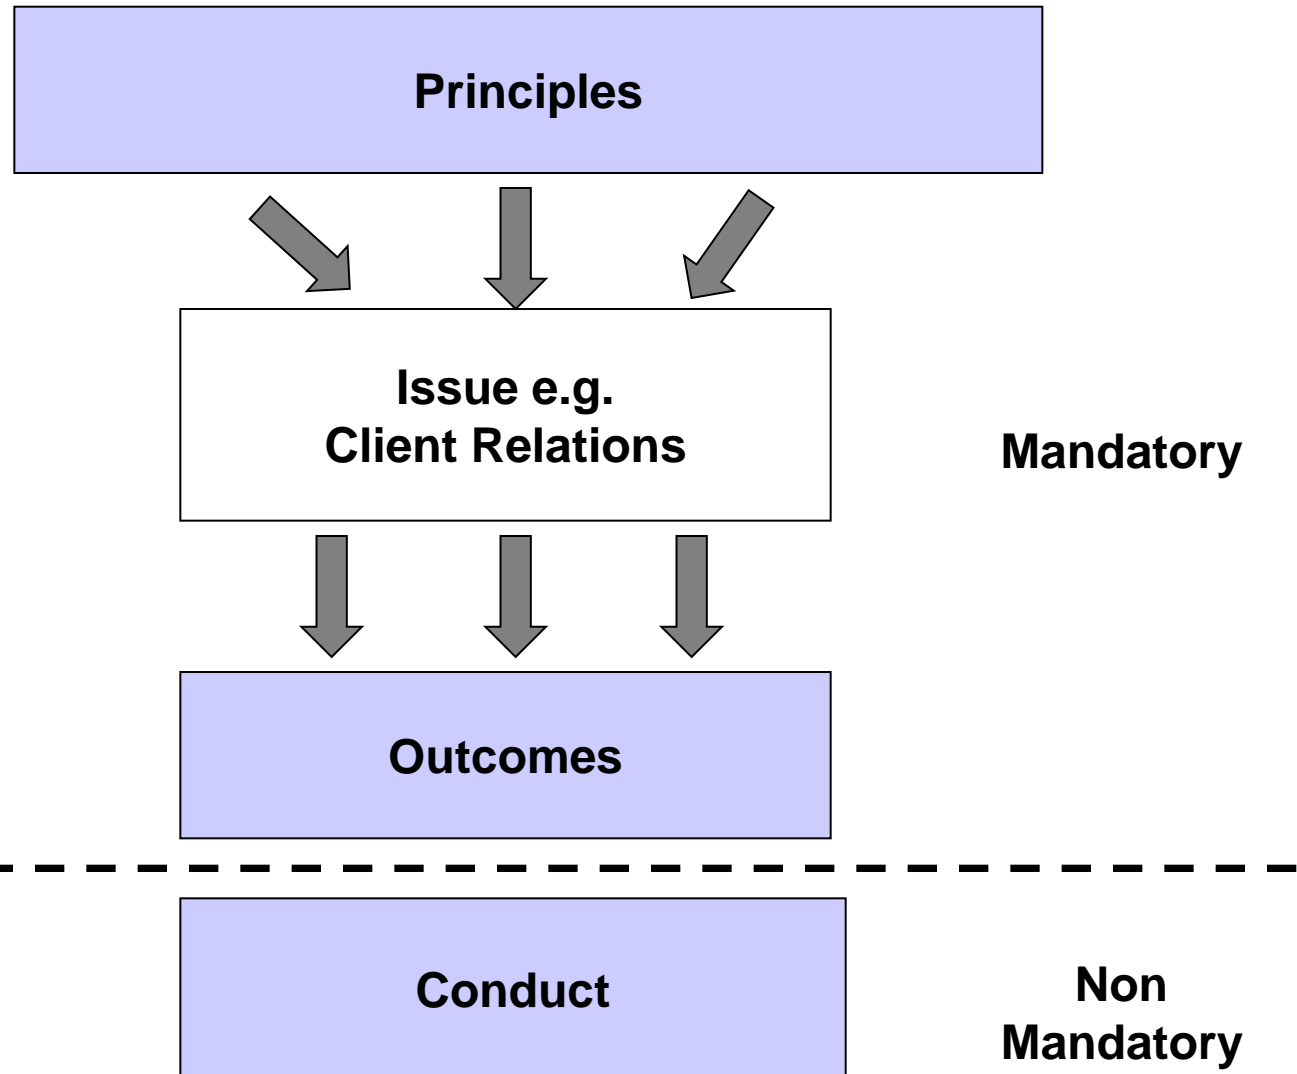 Principles
Issue e.g.
Client Relations
Mandatory
Outcomes
Conduct
Non
Mandatory